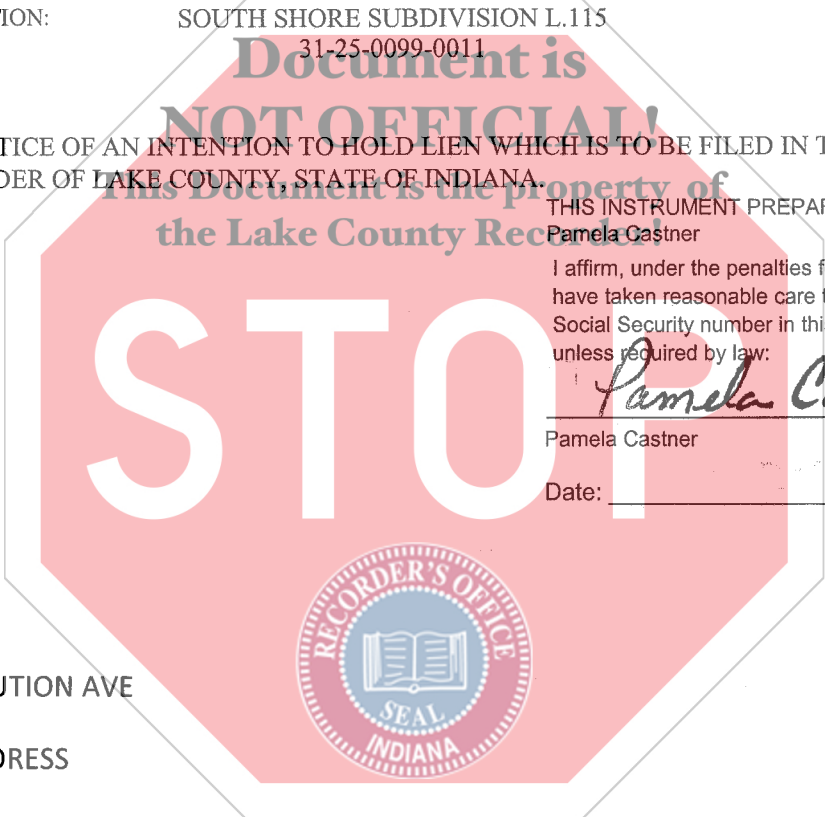 TION: SOUTH SHORE SUBDIVISION L.115
31-25-0099-0011
Document is
NOT OFFICIAL!
TICE OF AN INTENTION TO HOLD LIEN WHICH IS TO BE FILED IN T
DER OF LAKE COUNTY, STATE OF INDIANA.
This Document is the property of
the Lake County Recorder!
THIS INSTRUMENT PREPAR
Pamela Castner
I affirm, under the penalties f
have taken reasonable care t
Social Security number in thi
unless required by law:
Pamela C
Pamela Castner
Date:
STOP
RECORDER'S OFFICE
SEAL
INDIANA
UTION AVE
DRESS